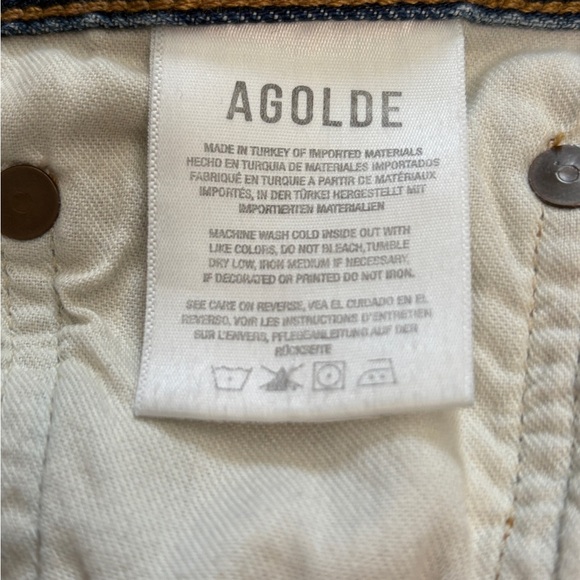 AGOLDE
MADE IN TURKEY OF IMPORTED MATERIALS
HECHO EN TURQUIA DE MATERIALES IMPORTADOS
FABRIQUÉ EN TURQUIE A PARTIR DE MATÉRIAUX
IMPORTÉS, IN DER TÜRKEI HERGESTELLT MIT
IMPORTIERTEN MATERIALIEN
MACHINE WASH COLD INSIDE OUT WITH
LIKE COLORS, DO NOT BLEACH, TUMBLE
DRY LOW, IRON MEDIUM IF NECESSARY,
IF DECORATED OR PRINTED DO NOT IRON.
SEE CARE ON REVERSE, VEA EL CUIDADO EN EL
REVERSO, VOIR LES INSTRUCTIONS D'ENTRETIEN
SUR L'ENVERS, PFLEGEANLEITUNG AUF DER
RÜCKSEITE